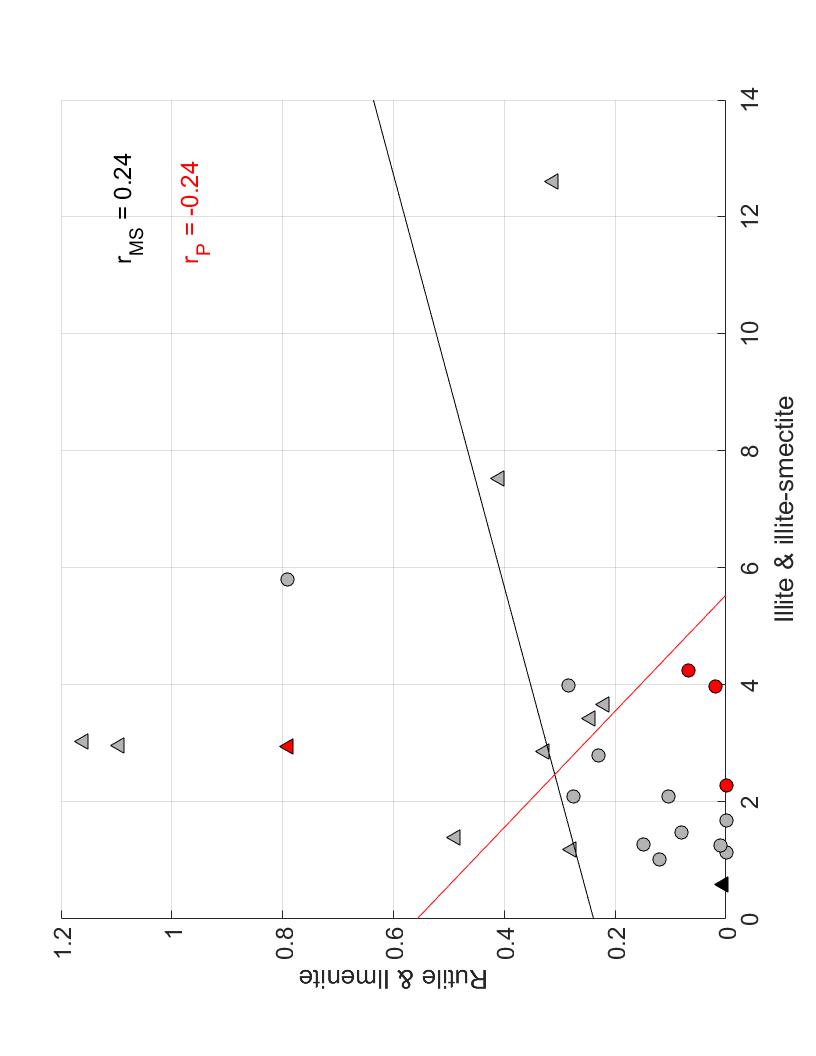 1.2
1
0.8
0.6
0.4
0.2
0
0 2 4 6 8 10 12 14
Rutile & Ilmenite
Illite & illite-smectite
r_MS = 0.24
r_P = -0.24